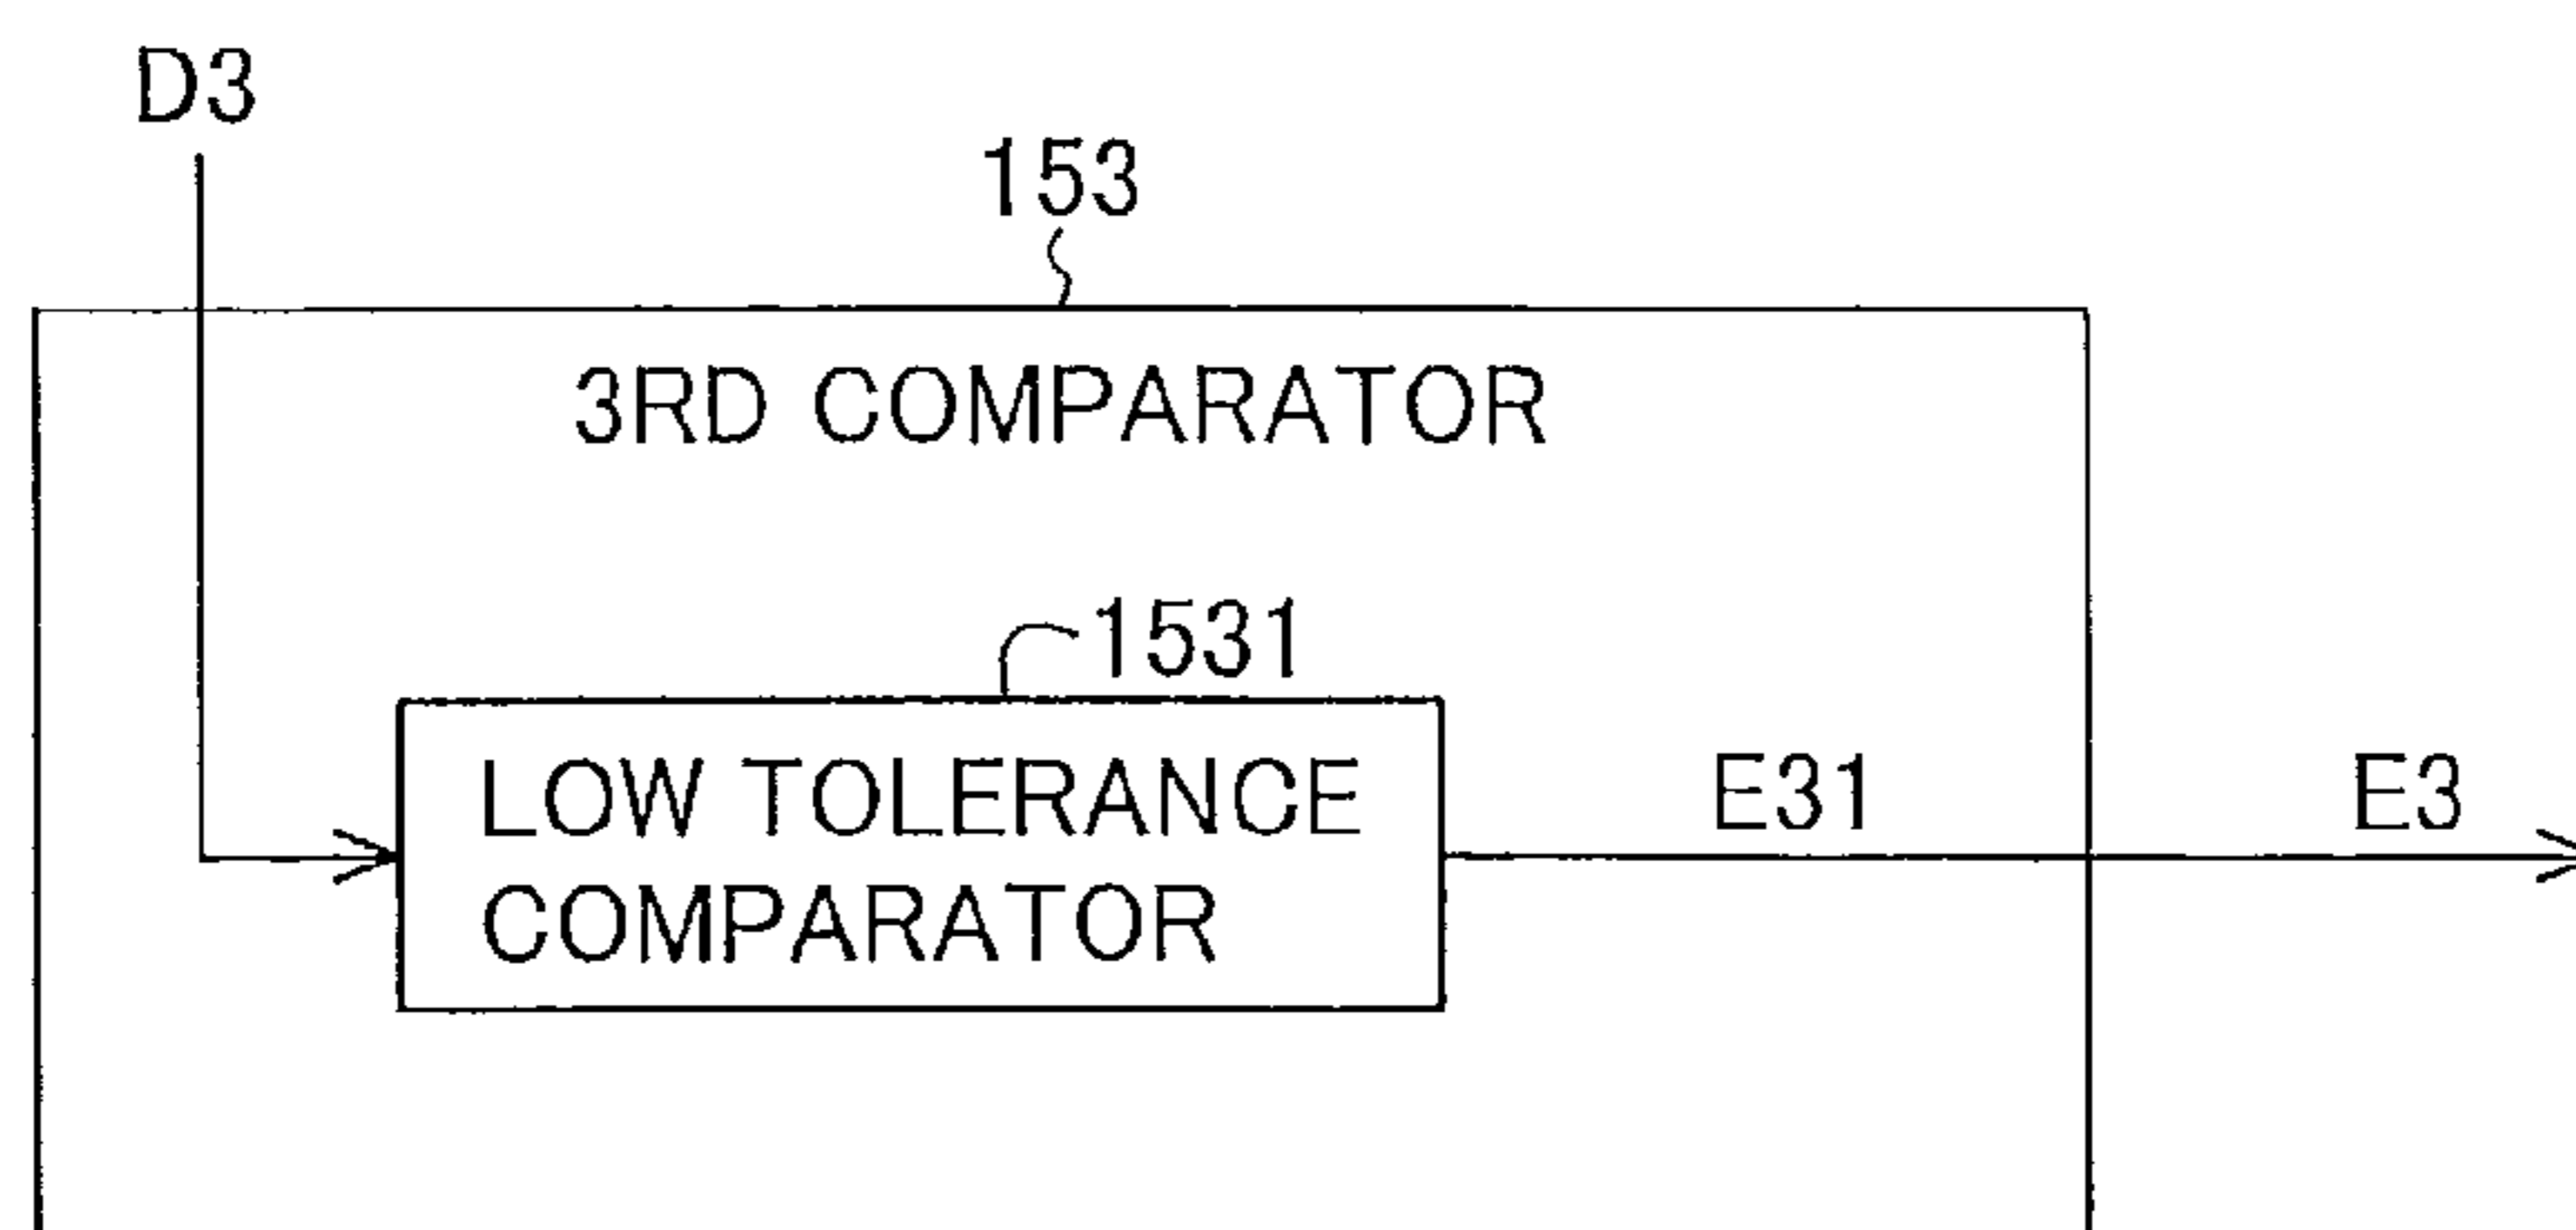 D3
153
3RD COMPARATOR
1531
LOW TOLERANCE
COMPARATOR
E31
E3